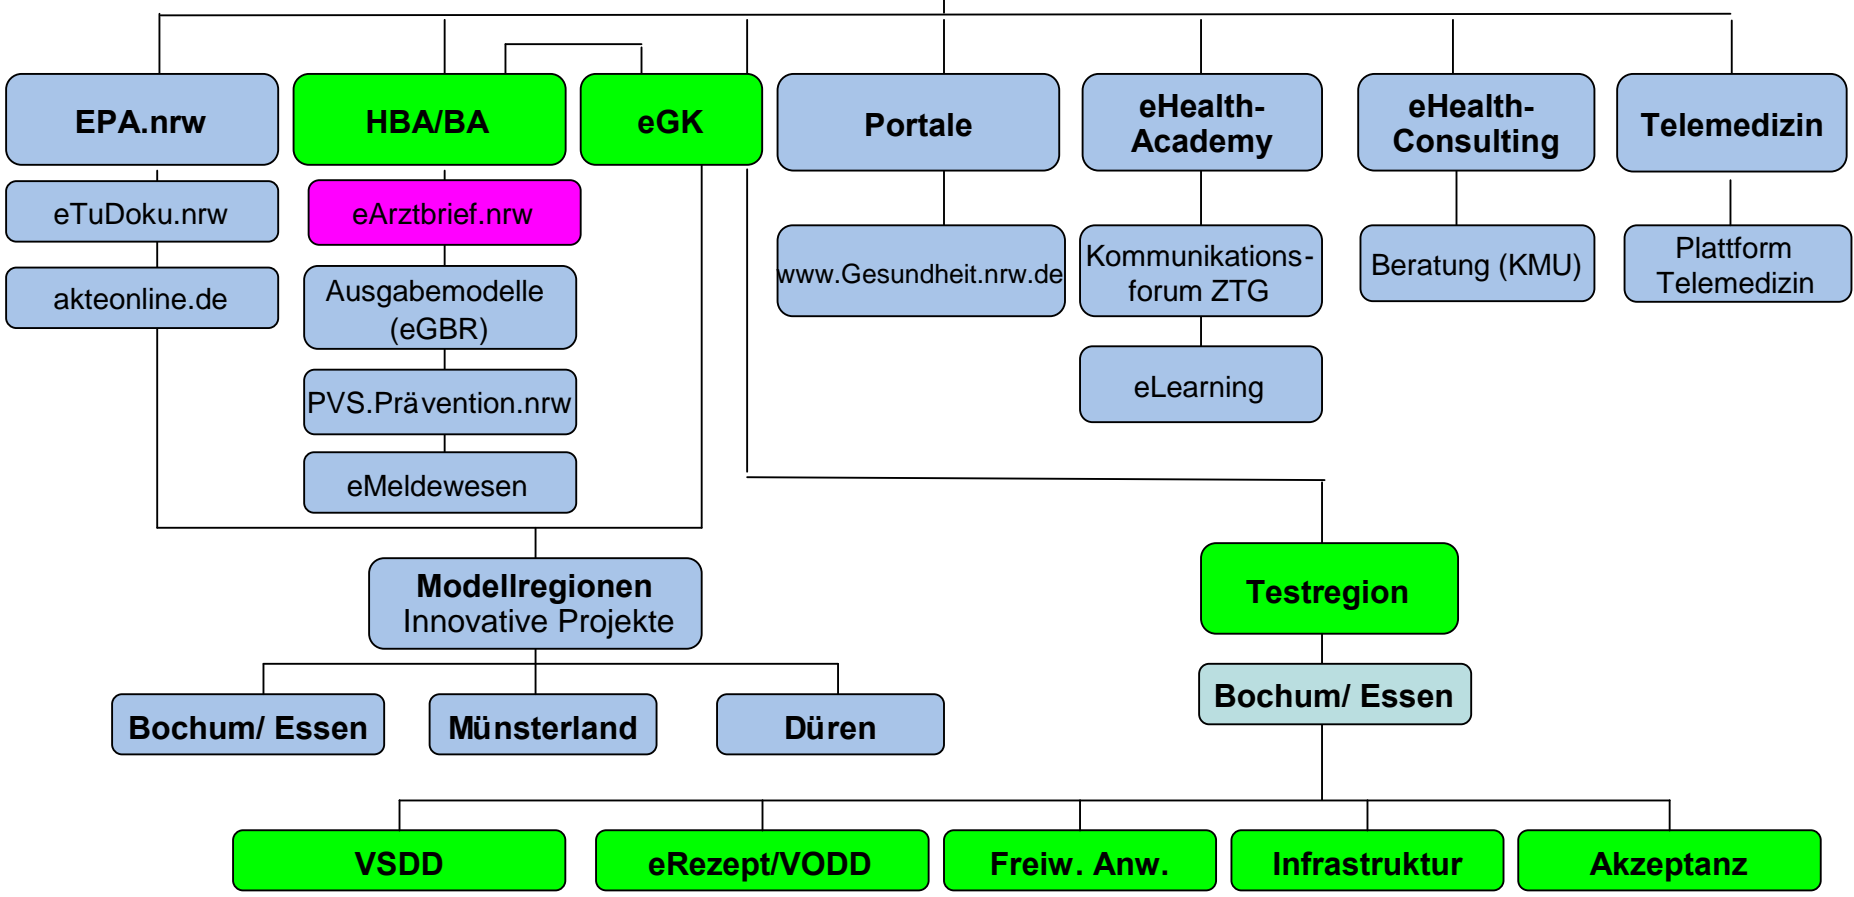 EPA.nrw
HBA/BA
eGK
Portale
eHealth-
Academy
eHealth-
Consulting
Telemedizin
eTuDoku.nrw
eArztbrief.nrw
akteonline.de
Ausgabemodelle
(eGBR)
www.Gesundheit.nrw.de
Kommunikations-
forum ZTG
Beratung (KMU)
Plattform
Telemedizin
PVS.Prävention.nrw
eLearning
eMeldewesen
Modellregionen
Innovative Projekte
Testregion
Bochum/ Essen
Münsterland
Düren
Bochum/ Essen
VSDD
eRezept/VODD
Freiw. Anw.
Infrastruktur
Akzeptanz